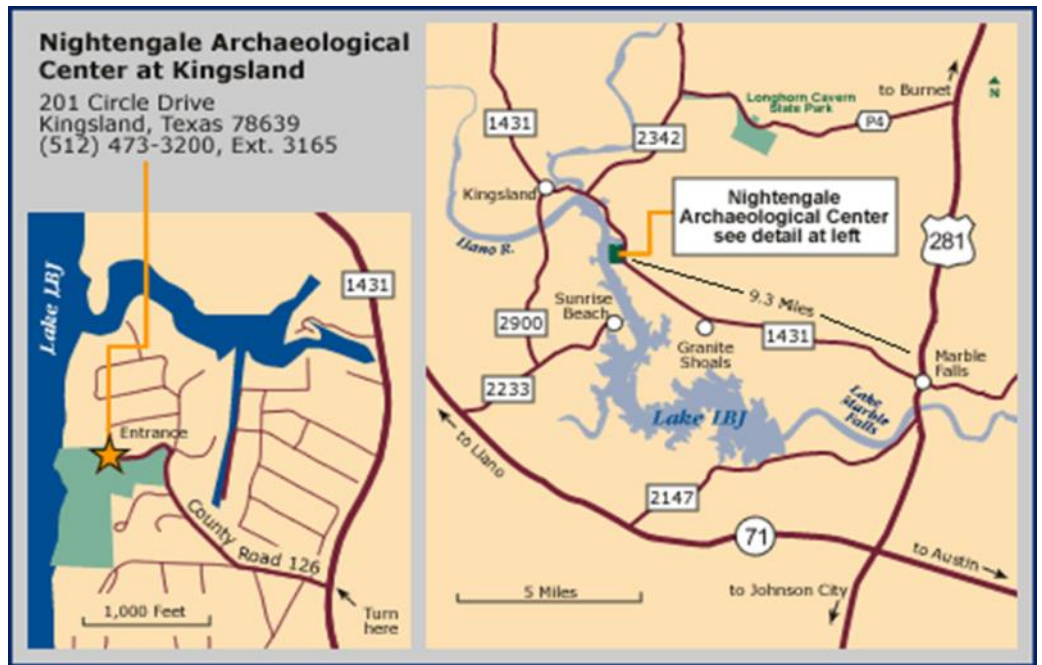 Nightengale Archaeological
Center at Kingsland
201 Circle Drive
Kingsland, Texas 78639
(512) 473-3200, Ext. 3165
Lake LBJ
1431
Entrance
County Road 126
1,000 Feet
Turn
here
to Burnet
N
Longhorn Cavern
State Park
P4
1431
2342
Kingsland
Nightengale
Archaeological Center
see detail at left
281
Llano R.
9.3 Miles
Sunrise
Beach
2900
1431
Granite
Shoals
Marble
Falls
2233
Lake LBJ
Lake
Marble
Falls
to Llano
2147
71
to Austin
5 Miles
to Johnson City